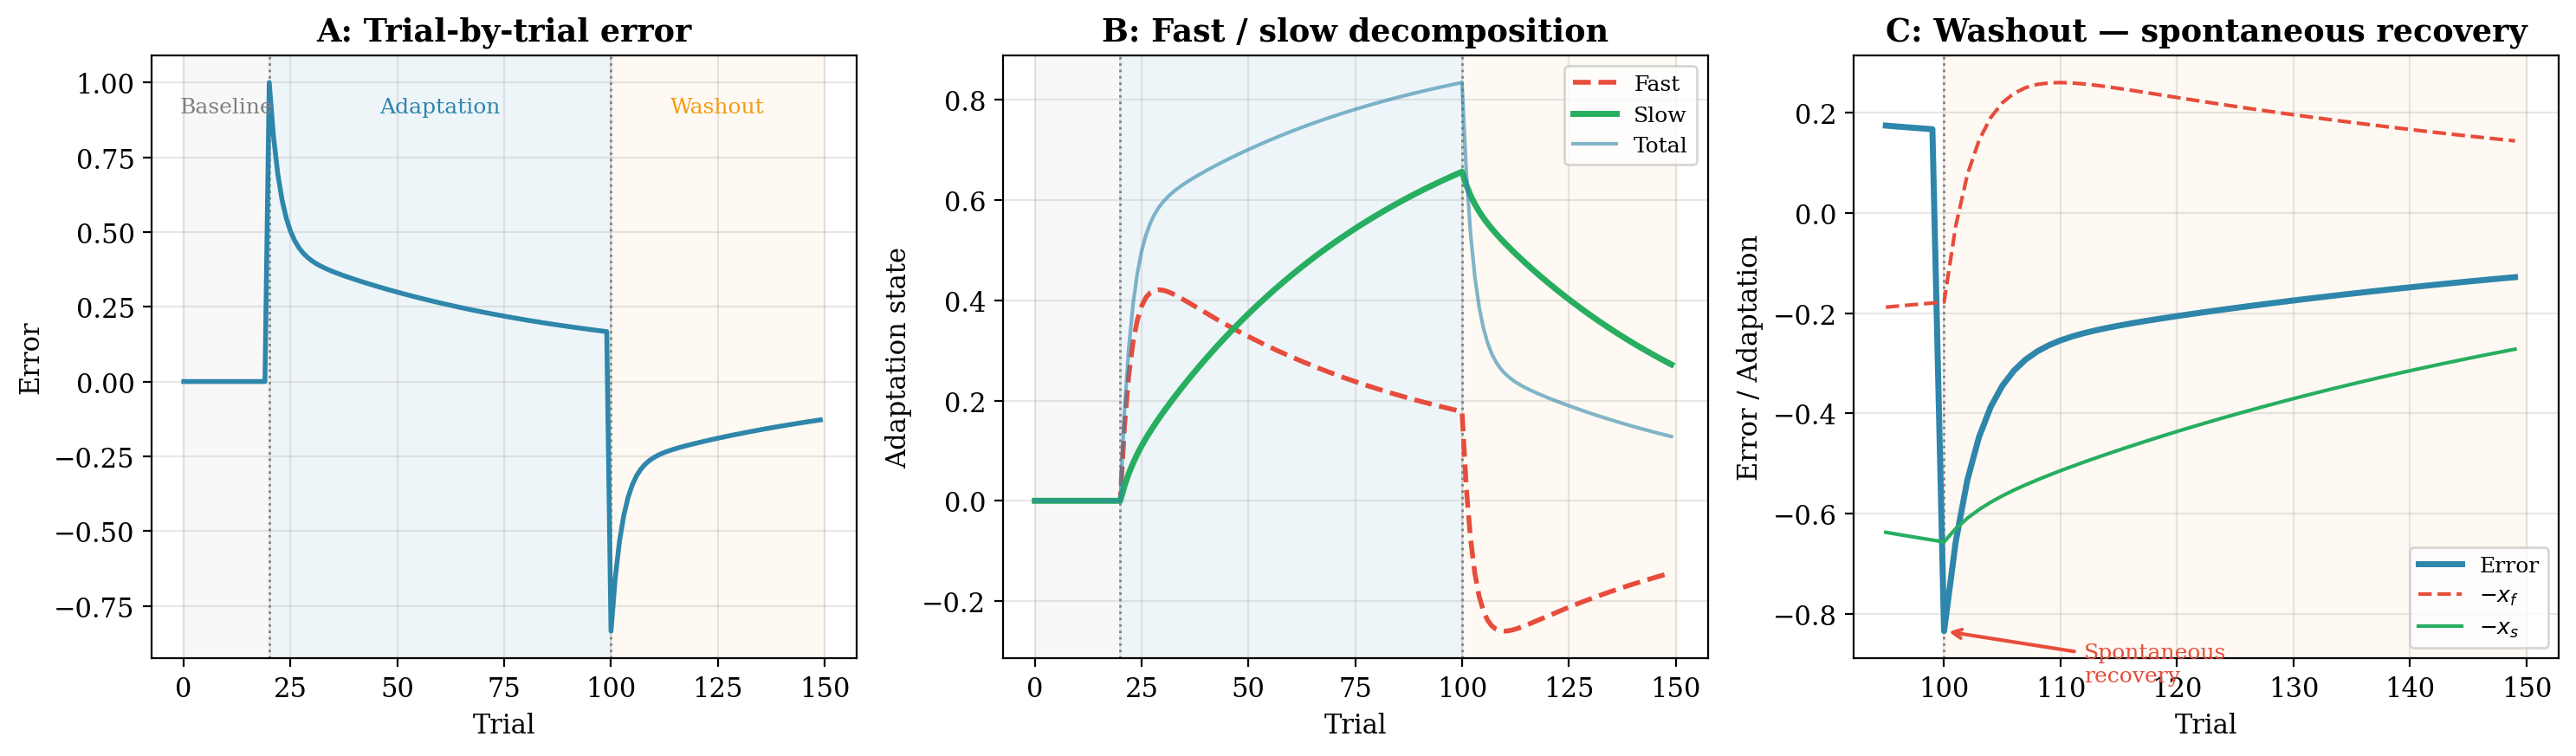 A: Trial-by-trial error
Error
1.00
0.75
0.50
0.25
0.00
−0.25
−0.50
−0.75
Baseline
Adaptation
Washout
0
25
50
75
100
125
150
Trial
B: Fast / slow decomposition
Adaptation state
0.8
0.6
0.4
0.2
0.0
−0.2
Fast
Slow
Total
0
25
50
75
100
125
150
Trial
C: Washout — spontaneous recovery
Error / Adaptation
0.2
0.0
−0.2
−0.4
−0.6
−0.8
Error
−x_f
−x_s
Spontaneous
recovery
100
110
120
130
140
150
Trial